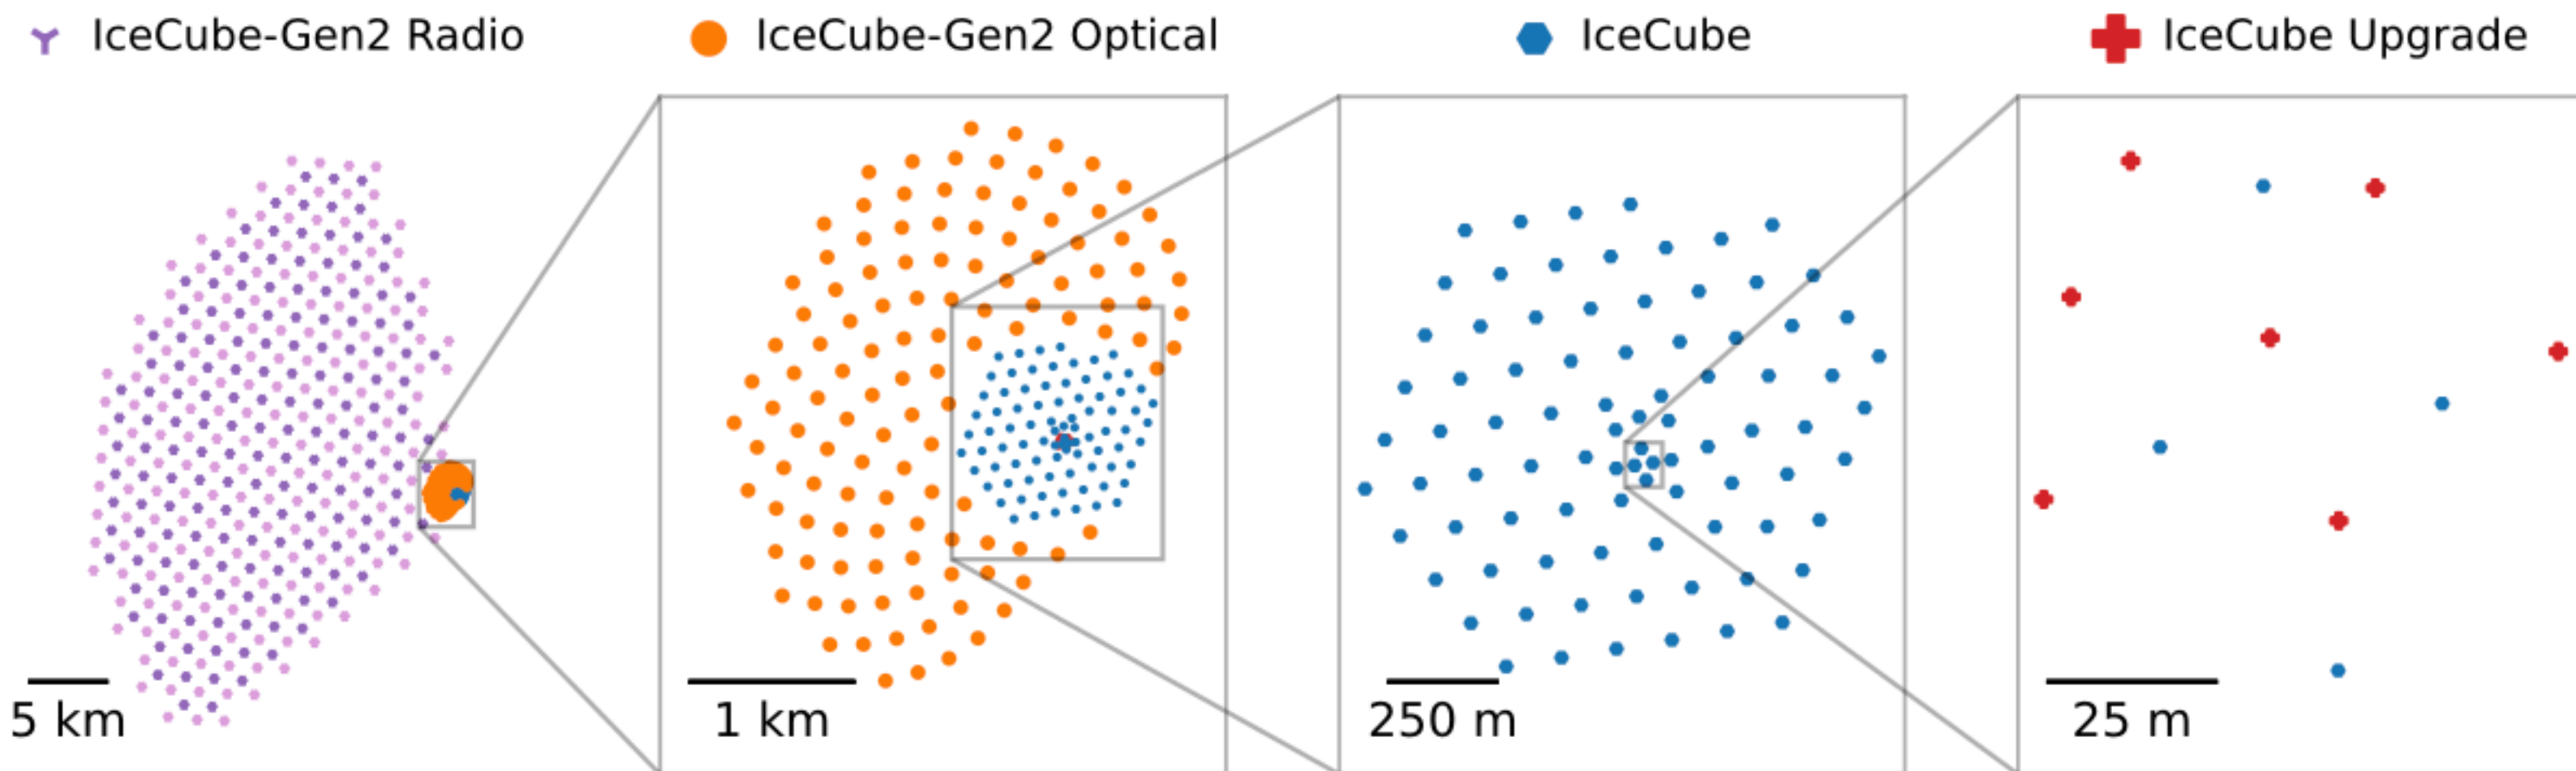 IceCube-Gen2 Radio
IceCube-Gen2 Optical
IceCube
IceCube Upgrade
5 km
1 km
250 m
25 m